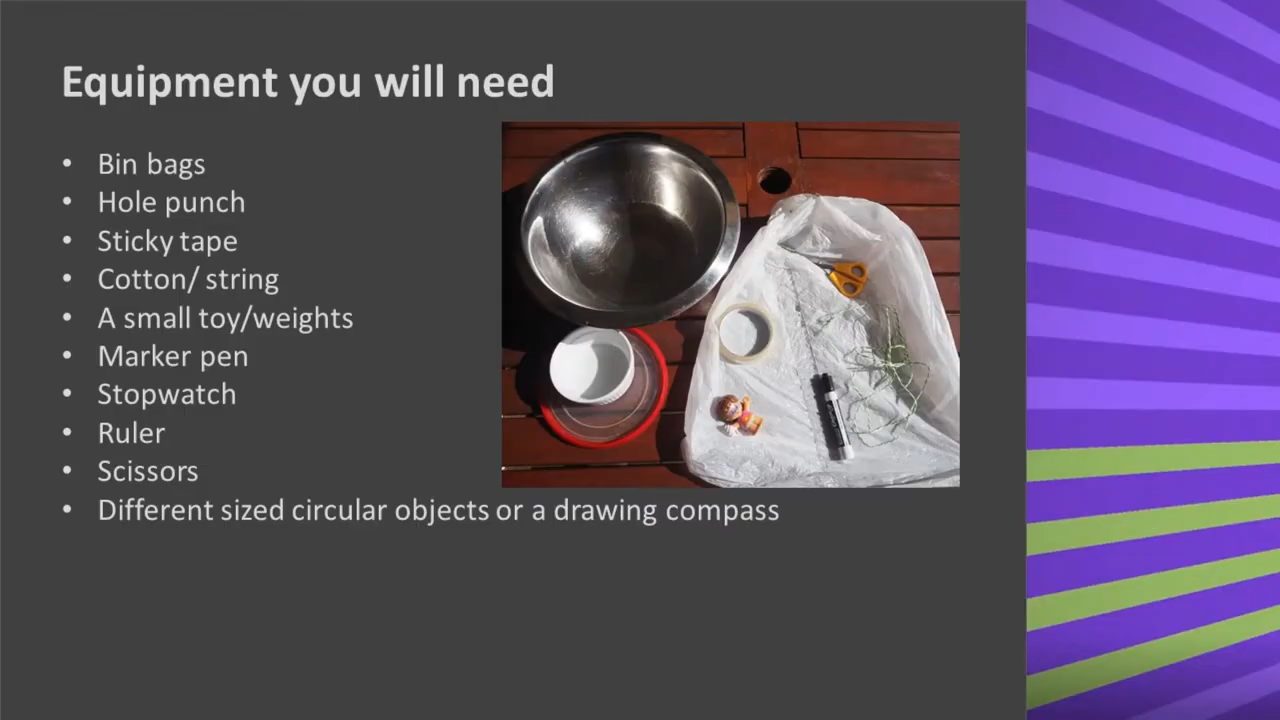 Equipment you will need
• Bin bags
• Hole punch
• Sticky tape
• Cotton/ string
• A small toy/weights
• Marker pen
• Stopwatch
• Ruler
• Scissors
• Different sized circular objects or a drawing compass